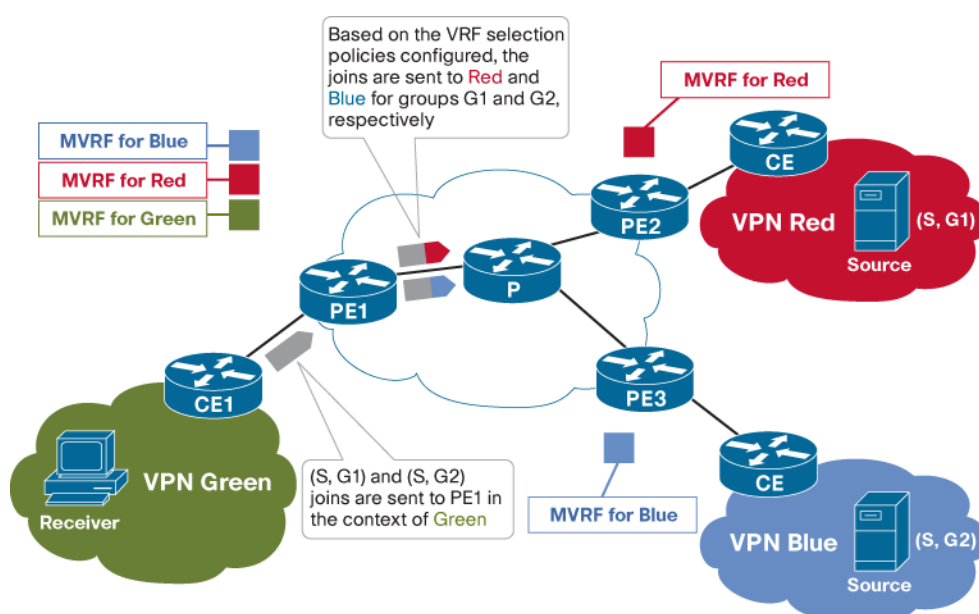 Based on the VRF selection
policies configured, the
joins are sent to Red and
Blue for groups G1 and G2,
respectively
MVRF for Red
MVRF for Blue
MVRF for Red
MVRF for Green
CE
PE2
VPN Red
(S, G1)
Source
PE1
P
CE1
PE3
VPN Green
Receiver
(S, G1) and (S, G2)
joins are sent to PE1 in
the context of Green
MVRF for Blue
CE
VPN Blue
(S, G2)
Source